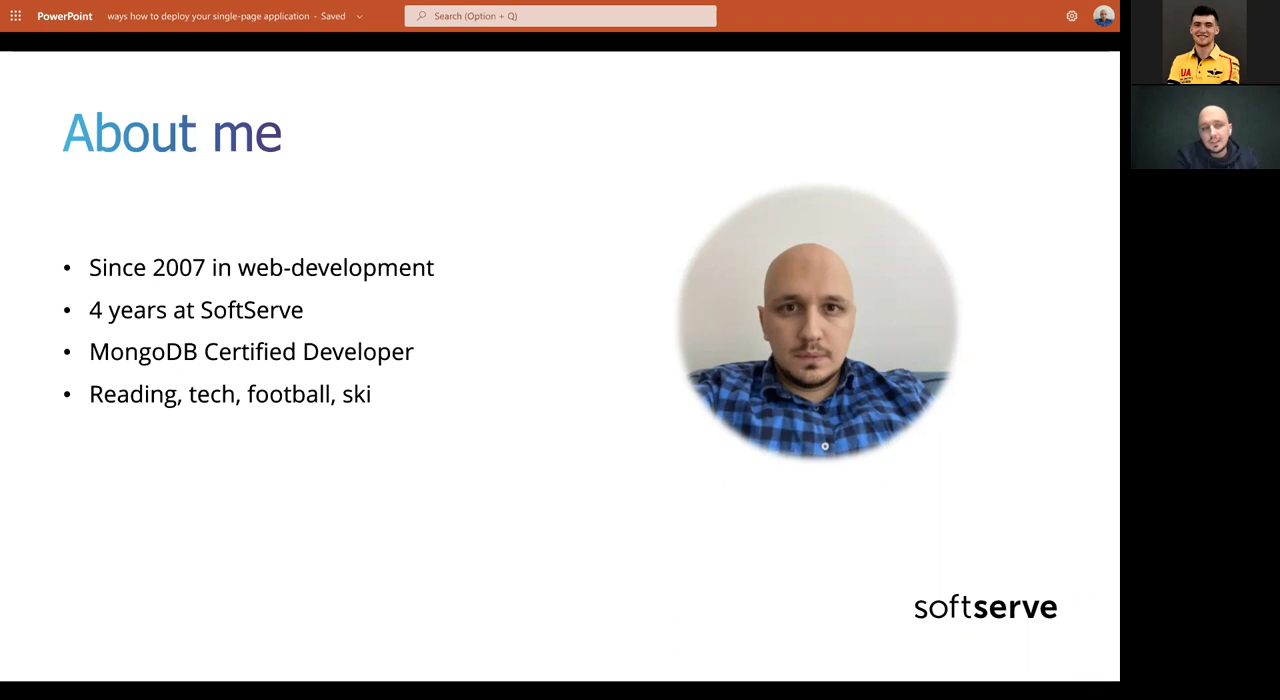 PowerPoint ways how to deploy your single-page application - Saved
Search (Option + Q)
About me
• Since 2007 in web-development
• 4 years at SoftServe
• MongoDB Certified Developer
• Reading, tech, football, ski
softserve
UA